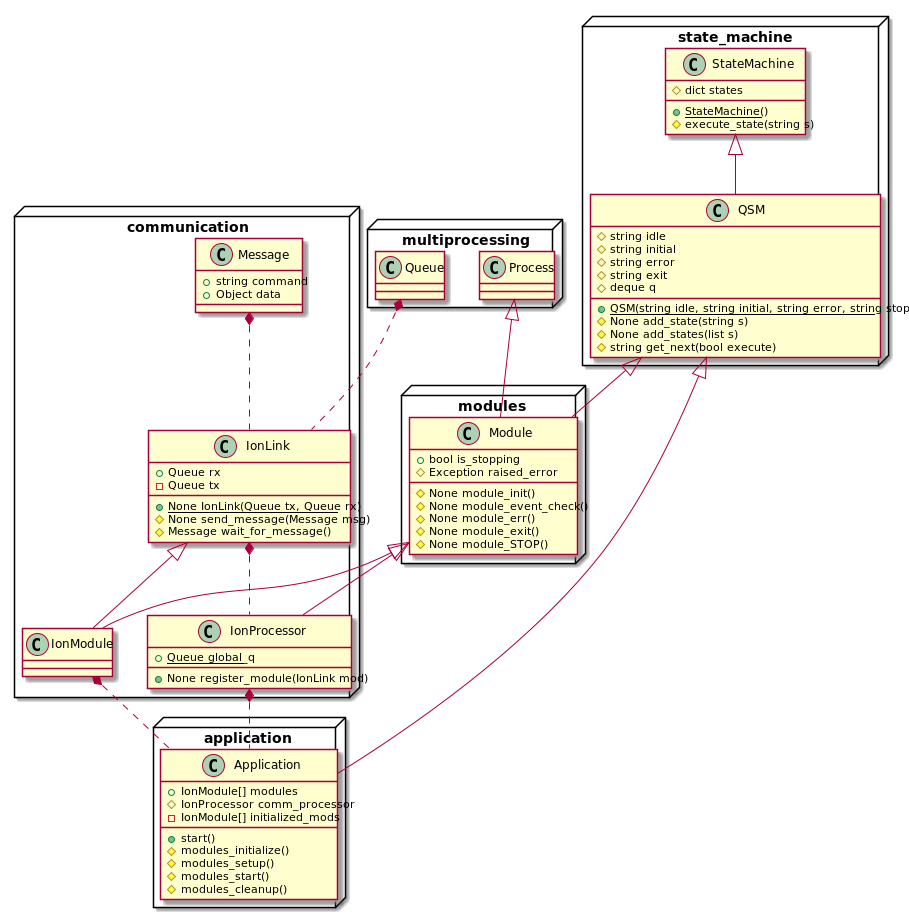 state_machine
C StateMachine
dict states
StateMachine()
execute_state(string s)
C QSM
string idle
string initial
string error
string exit
deque q
QSM(string idle, string initial, string error, string stop
None add_state(string s)
None add_states(list s)
string get_next(bool execute)
communication
C Message
string command
Object data
multiprocessing
C Queue
C Process
modules
C Module
bool is_stopping
Exception raised_error
None module_init()
None module_event_check()
None module_err()
None module_exit()
None module_STOP()
C IonLink
Queue rx
Queue tx
None IonLink(Queue tx, Queue rx)
None send_message(Message msg)
Message wait_for_message()
C IonModule
C IonProcessor
Queue global_q
None register_module(IonLink mod)
application
C Application
IonModule[] modules
IonProcessor comm_processor
IonModule[] initialized_mods
start()
modules_initialize()
modules_setup()
modules_start()
modules_cleanup()